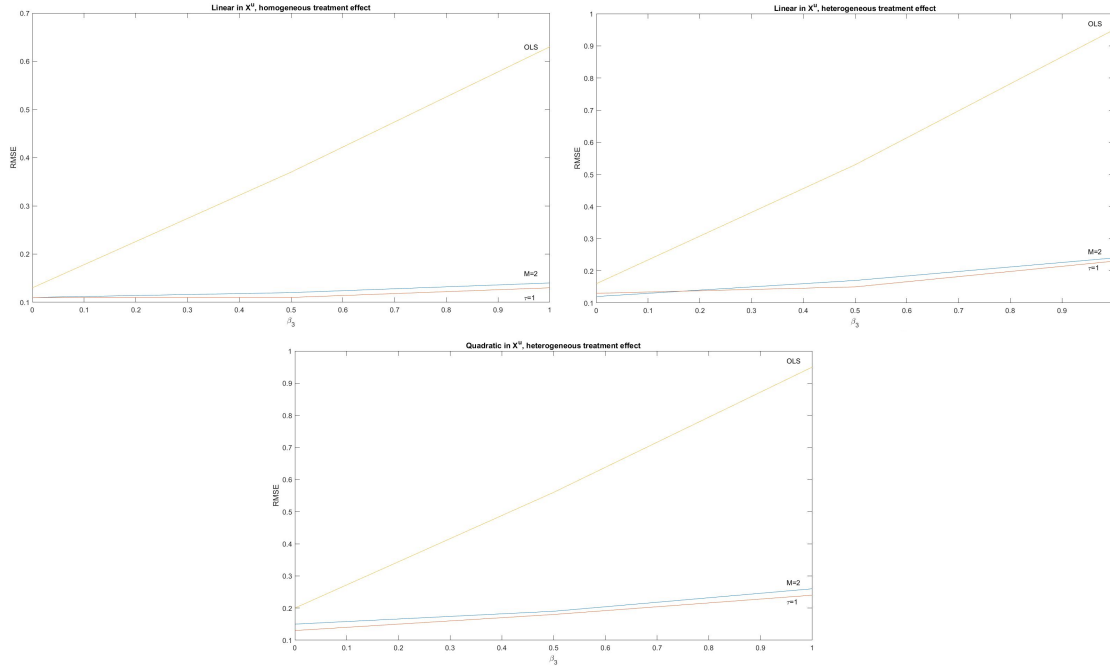 Linear in Xᵘ, homogeneous treatment effect
0.7
0.6
0.5
0.4
0.3
0.2
0.1
RMSE
OLS
M=2
τ=1
0 0.1 0.2 0.3 0.4 0.5 0.6 0.7 0.8 0.9 1
β₃
Linear in Xᵘ, heterogeneous treatment effect
1
0.9
0.8
0.7
0.6
0.5
0.4
0.3
0.2
0.1
RMSE
OLS
M=2
τ=1
0 0.1 0.2 0.3 0.4 0.5 0.6 0.7 0.8 0.9
β₃
Quadratic in Xᵘ, heterogeneous treatment effect
1
0.9
0.8
0.7
0.6
0.5
0.4
0.3
0.2
0.1
RMSE
OLS
M=2
τ=1
0 0.1 0.2 0.3 0.4 0.5 0.6 0.7 0.8 0.9 1
β₃